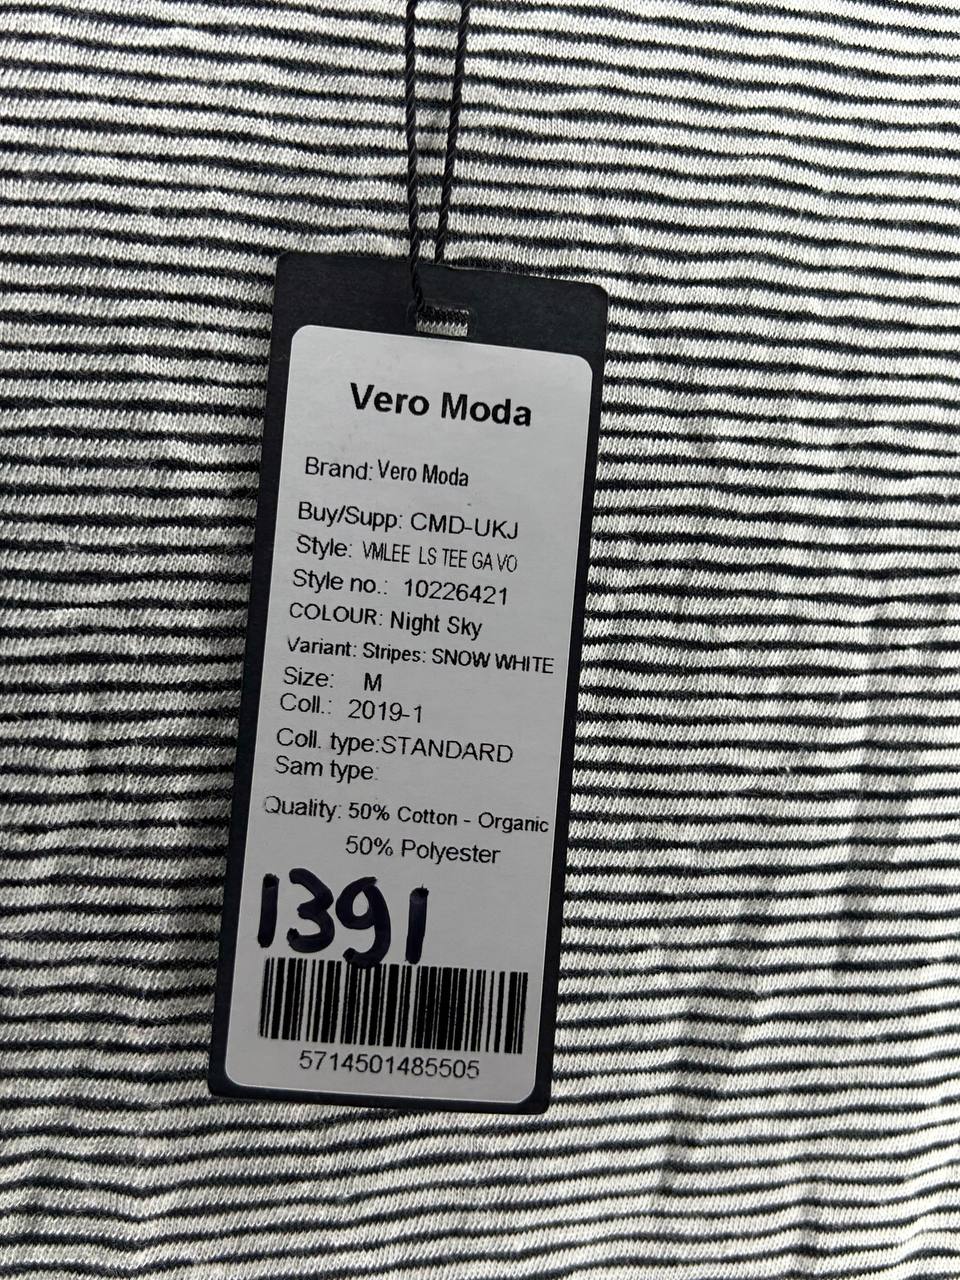 Vero Moda
Brand: Vero Moda
Buy/Supp: CMD-UKJ
Style: VMLEE LS TEE GA VO
Style no.: 10226421
COLOUR: Night Sky
Variant: Stripes: SNOW WHITE
Size: M
Coll.: 2019-1
Coll. type:STANDARD
Sam type:
Quality: 50% Cotton - Organic
50% Polyester
1391
5714501485505